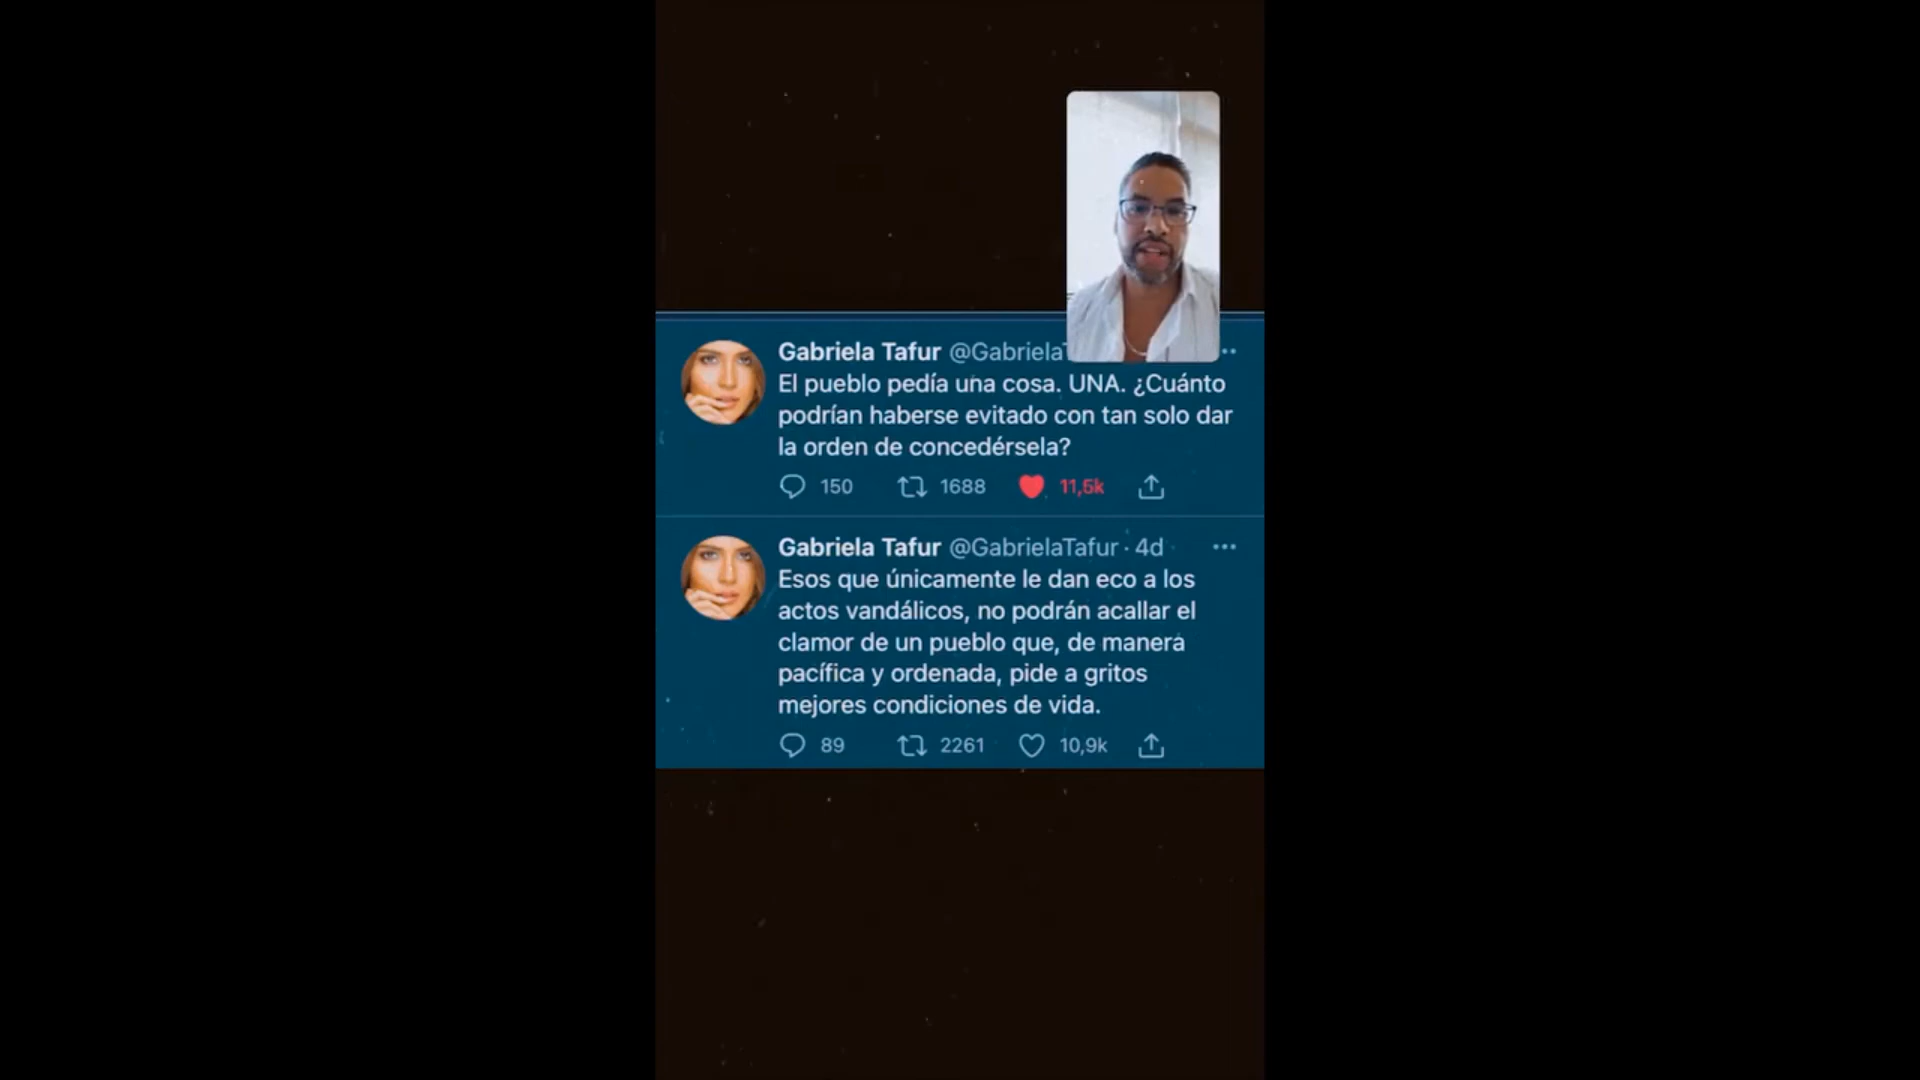 Gabriela Tafur @Gabriela
El pueblo pedía una cosa. UNA. ¿Cuánto
podrían haberse evitado con tan solo dar
la orden de concedérsela?
150 1688 11,5k
Gabriela Tafur @GabrielaTafur · 4d
Esos que únicamente le dan eco a los
actos vandálicos, no podrán acallar el
clamor de un pueblo que, de manera
pacífica y ordenada, pide a gritos
mejores condiciones de vida.
89 2261 10,9k